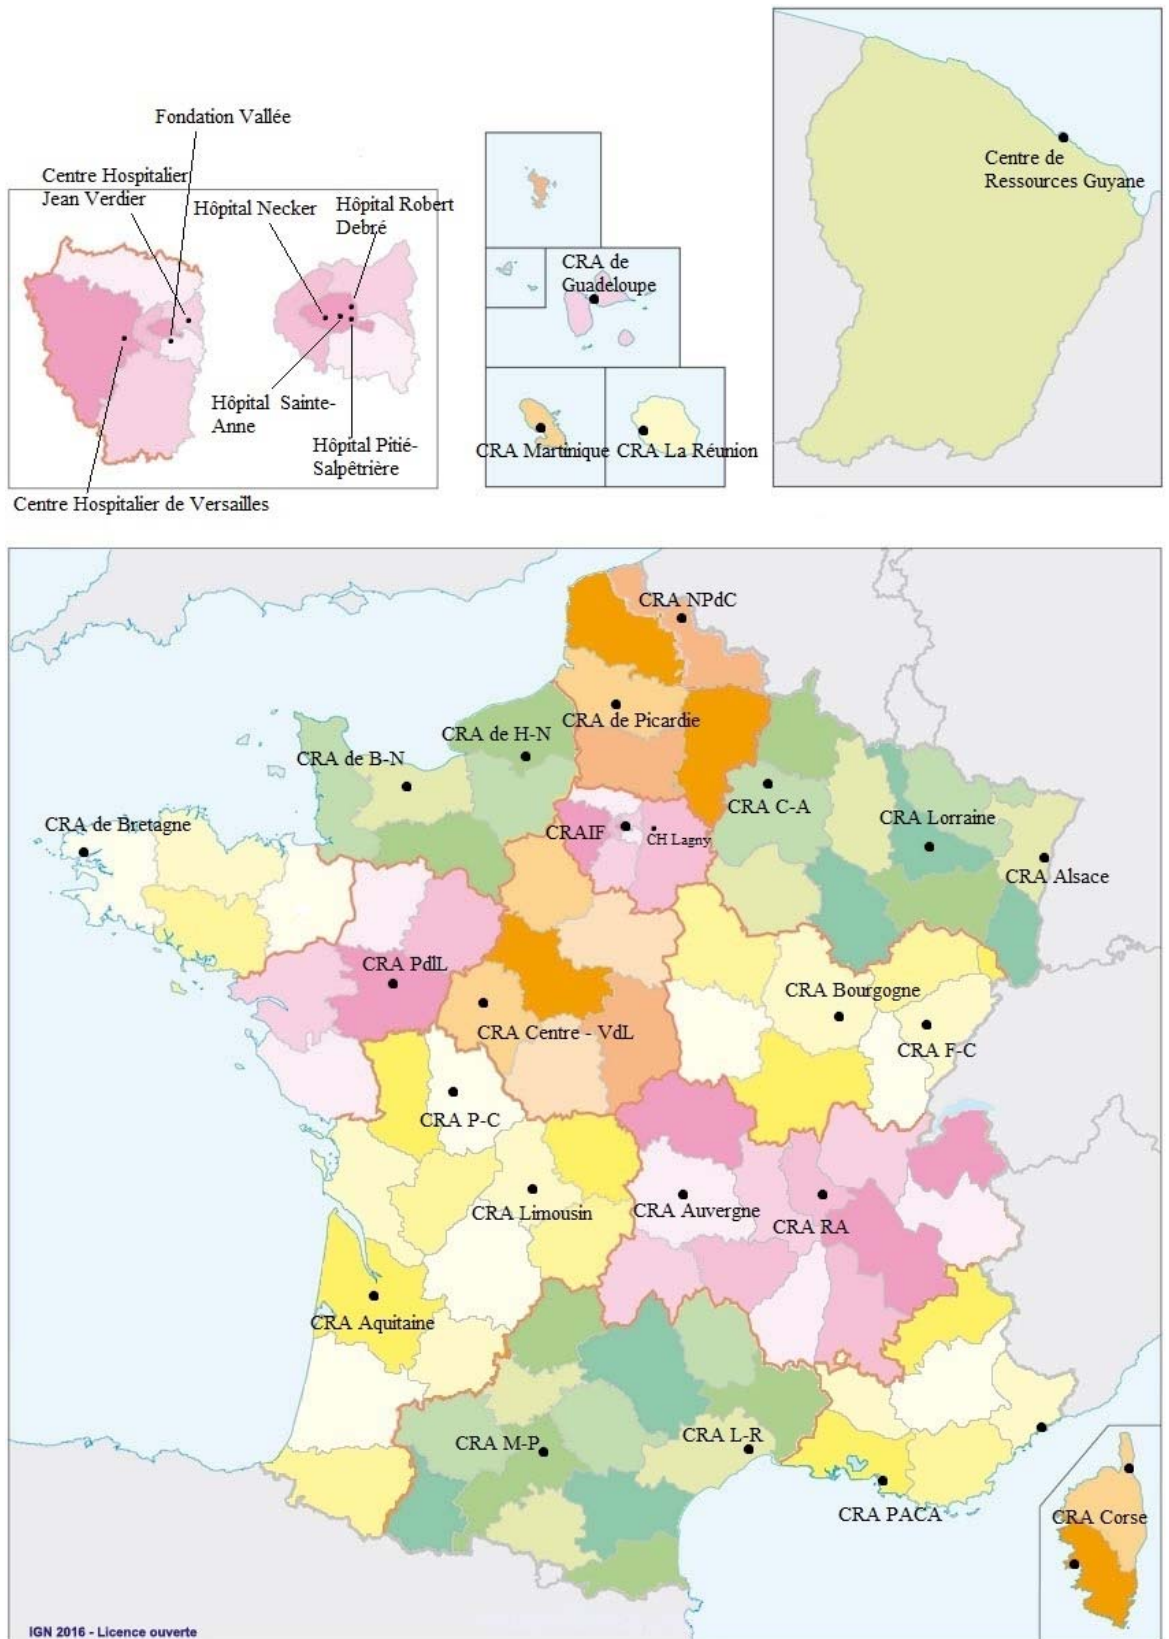 Fondation Vallée
Centre Hospitalier
Jean Verdier
Hôpital Necker
Hôpital Robert
Debré
Hôpital Sainte-
Anne
Hôpital Pitié-
Salpêtrière
Centre Hospitalier de Versailles
CRA de
Guadeloupe
CRA Martinique
CRA La Réunion
Centre de
Ressources Guyane
CRA NPdC
CRA de Picardie
CRA de H-N
CRA de B-N
CRA C-A
CRA de Bretagne
CRAIF
CH Lagny
CRA Lorraine
CRA Alsace
CRA PdlL
CRA Bourgogne
CRA Centre - VdL
CRA F-C
CRA P-C
CRA Limousin
CRA Auvergne
CRA RA
CRA Aquitaine
CRA M-P
CRA L-R
CRA PACA
CRA Corse
IGN 2016 - Licence ouverte